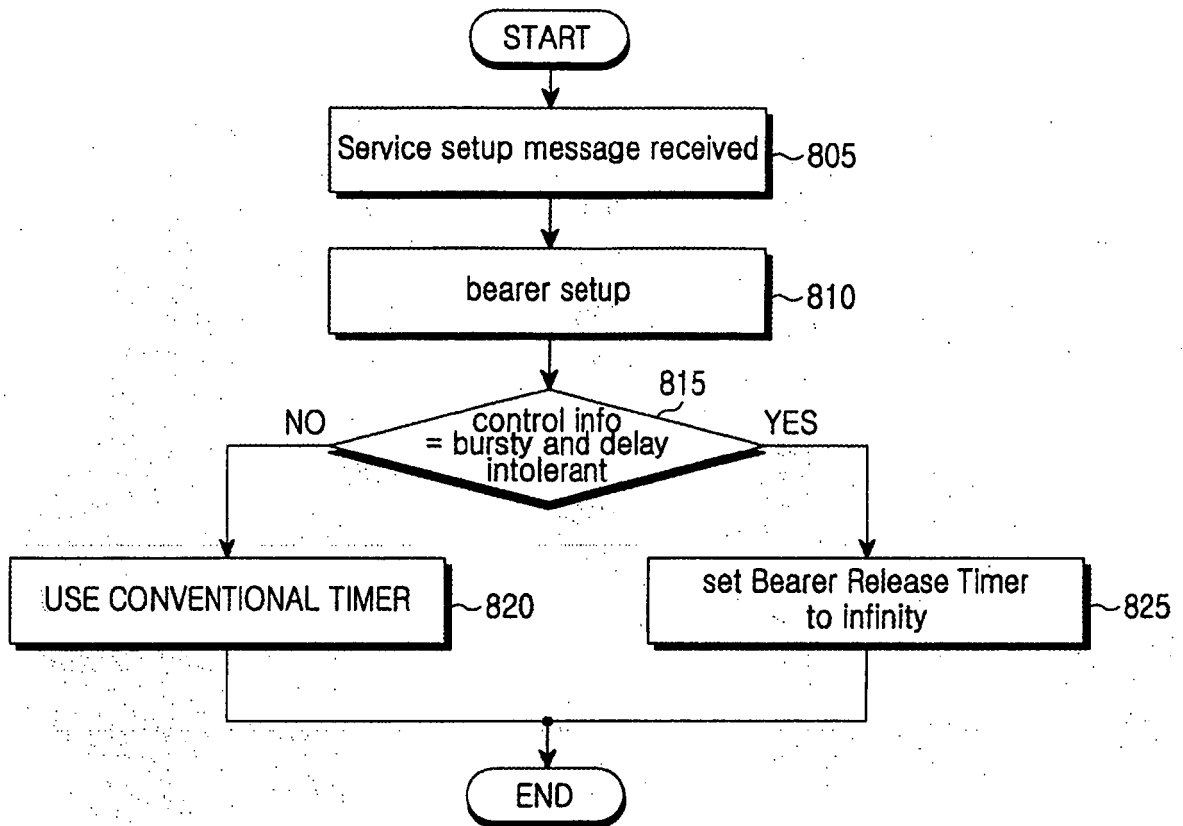 START
Service setup message received
805
bearer setup
810
815
NO
control info
= bursty and delay
intolerant
YES
USE CONVENTIONAL TIMER
820
set Bearer Release Timer
to infinity
825
END